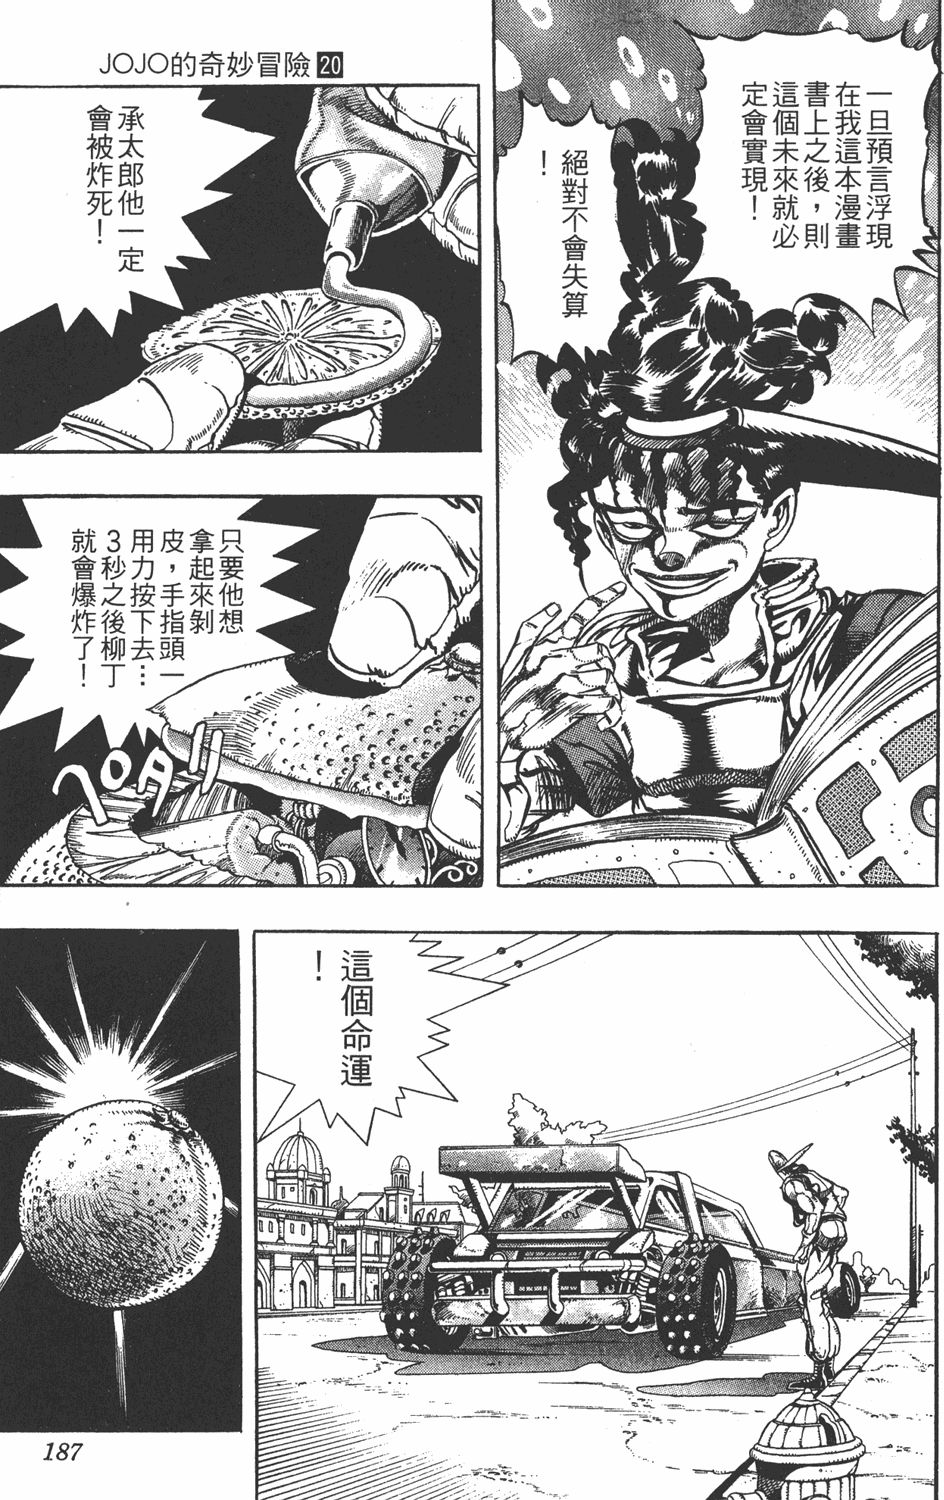 JOJO的奇妙冒險 20
一旦預言浮現
在我這本漫畫
書上之後，則
這個未來就必
定會實現！
絕對不會失算
！
承太郎他一定
會被炸死！
只要他想
拿起來剝
皮，手指頭一
用力按下去…
3秒之後柳丁
就會爆炸了！
ペロリ
這個命運
！
187